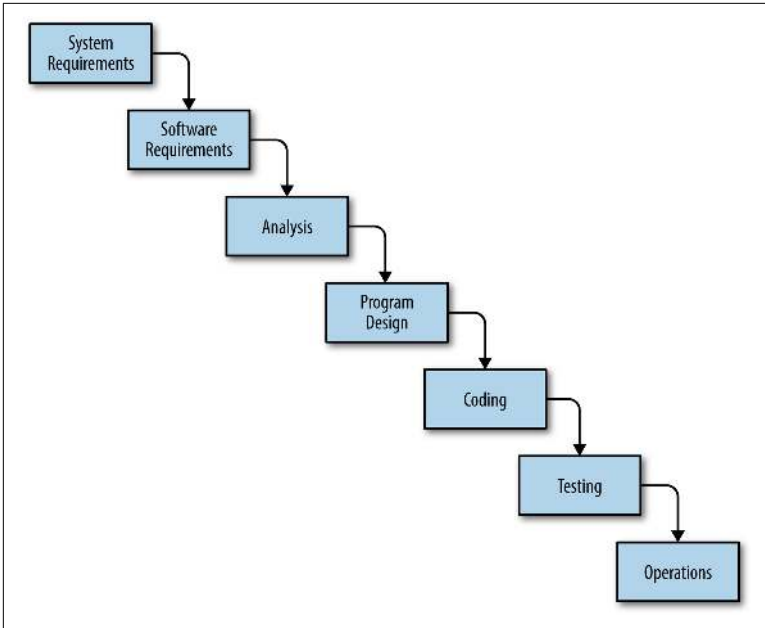 System
Requirements
Software
Requirements
Analysis
Program
Design
Coding
Testing
Operations